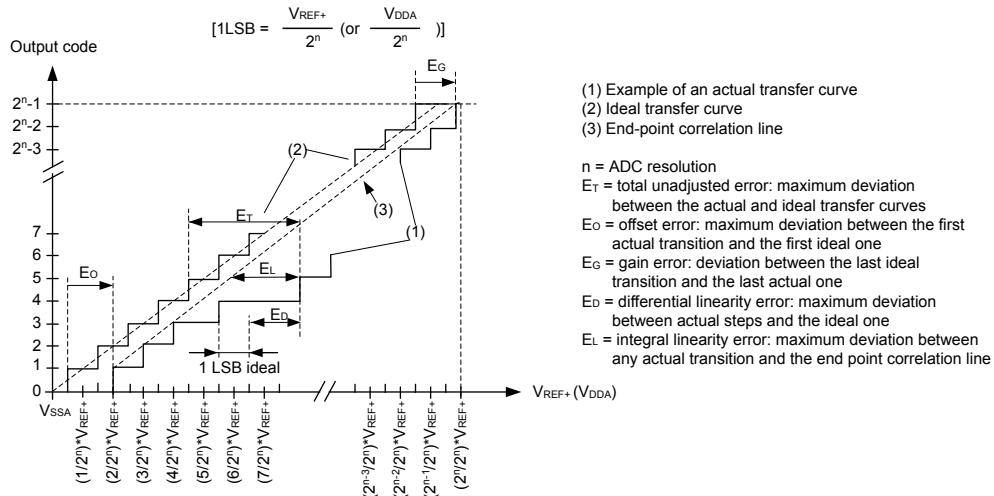 [1LSB = VREF+/2ⁿ (or VDDA/2ⁿ )]
Output code
EG
2ⁿ-1
2ⁿ-2
2ⁿ-3
7
6
5
4
3
2
1
0
(2)
(3)
(1)
ET
EO
EL
ED
1 LSB ideal
VSSA
VREF+ (VDDA)
(1/2ⁿ)*VREF+
(2/2ⁿ)*VREF+
(3/2ⁿ)*VREF+
(4/2ⁿ)*VREF+
(5/2ⁿ)*VREF+
(6/2ⁿ)*VREF+
(7/2ⁿ)*VREF+
(2ⁿ⁻³/2ⁿ)*VREF+
(2ⁿ⁻²/2ⁿ)*VREF+
(2ⁿ⁻¹/2ⁿ)*VREF+
(2ⁿ/2ⁿ)*VREF+
(1) Example of an actual transfer curve
(2) Ideal transfer curve
(3) End-point correlation line
n = ADC resolution
ET = total unadjusted error: maximum deviation
between the actual and ideal transfer curves
EO = offset error: maximum deviation between the first
actual transition and the first ideal one
EG = gain error: deviation between the last ideal
transition and the last actual one
ED = differential linearity error: maximum deviation
between actual steps and the ideal one
EL = integral linearity error: maximum deviation between
any actual transition and the end point correlation line